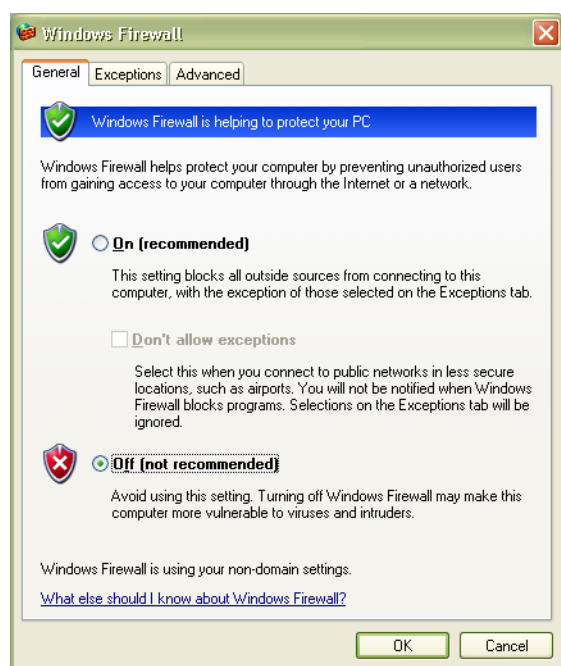 Windows Firewall
General Exceptions Advanced
Windows Firewall is helping to protect your PC
Windows Firewall helps protect your computer by preventing unauthorized users
from gaining access to your computer through the Internet or a network.
On (recommended)
This setting blocks all outside sources from connecting to this
computer, with the exception of those selected on the Exceptions tab.
Don't allow exceptions
Select this when you connect to public networks in less secure
locations, such as airports. You will not be notified when Windows
Firewall blocks programs. Selections on the Exceptions tab will be
ignored.
Off (not recommended)
Avoid using this setting. Turning off Windows Firewall may make this
computer more vulnerable to viruses and intruders.
Windows Firewall is using your non-domain settings.
What else should I know about Windows Firewall?
OK Cancel